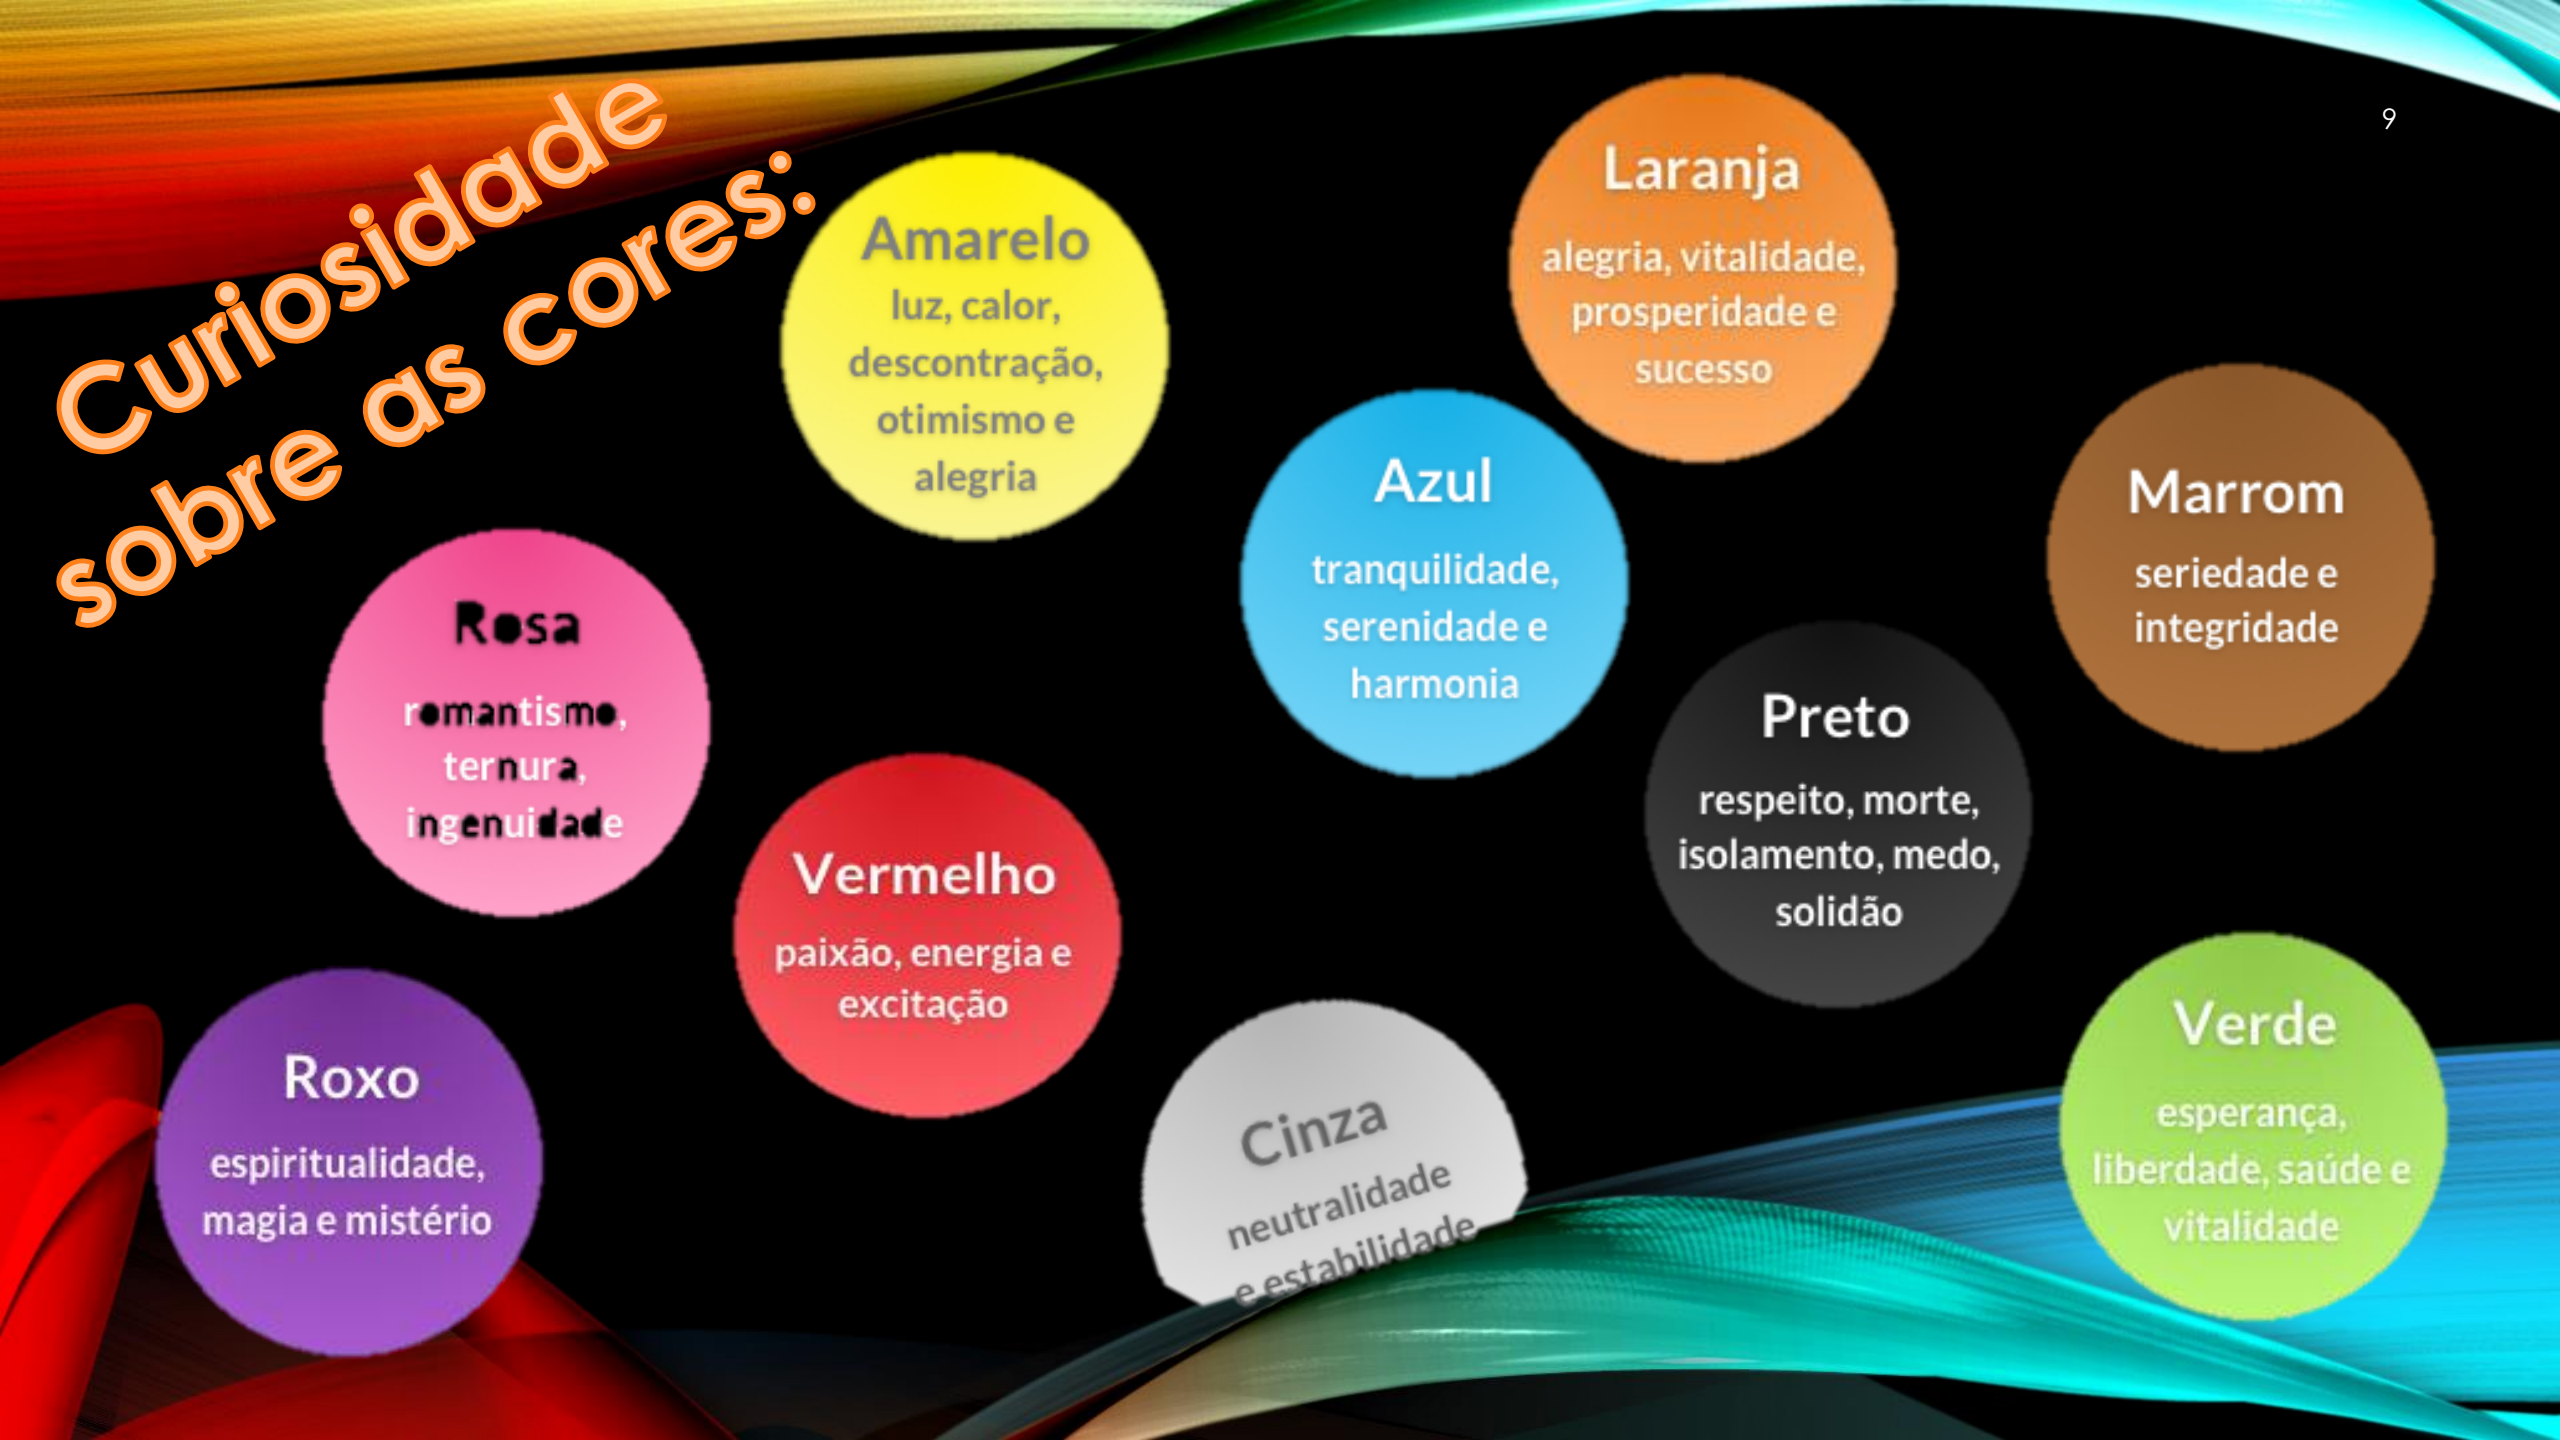 Curiosidade
sobre as cores:
9
Amarelo
luz, calor,
descontração,
otimismo e
alegria
Laranja
alegria, vitalidade,
prosperidade e
sucesso
Azul
tranquilidade,
serenidade e
harmonia
Marrom
seriedade e
integridade
Rosa
romantismo,
ternura,
ingenuidade
Preto
respeito, morte,
isolamento, medo,
solidão
Vermelho
paixão, energia e
excitação
Roxo
espiritualidade,
magia e mistério
Cinza
neutralidade
e estabilidade
Verde
esperança,
liberdade, saúde e
vitalidade